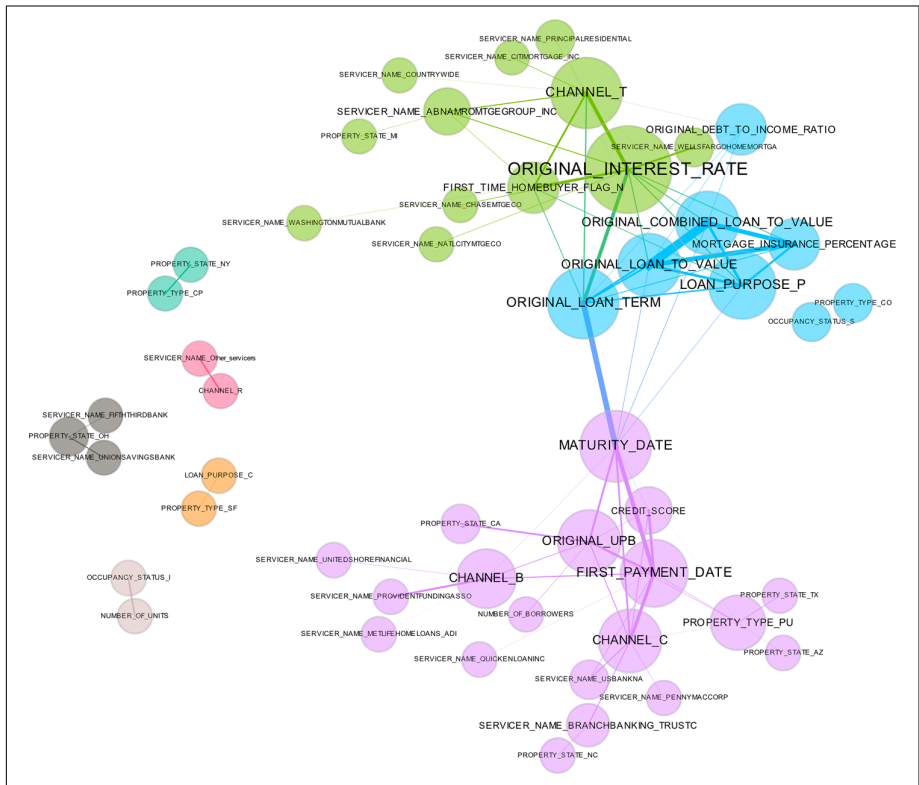 SERVICER_NAME_PRINCIPALRESIDENTIAL
SERVICER_NAME_CITIMORTGAGE_INC
SERVICER_NAME_COUNTRYWIDE
CHANNEL_T
SERVICER_NAME_ABNAMROMTGEGROUP_INC
ORIGINAL_DEBT_TO_INCOME_RATIO
PROPERTY_STATE_MI
SERVICER_NAME_WELLSFARGOHOMEMORTGA
ORIGINAL_INTEREST_RATE
FIRST_TIME_HOMEBUYER_FLAG_N
SERVICER_NAME_CHASEMTGECO
SERVICER_NAME_WASHINGTONMUTUALBANK
ORIGINAL_COMBINED_LOAN_TO_VALUE
SERVICER_NAME_NATLCITYMTGECO
MORTGAGE_INSURANCE_PERCENTAGE
PROPERTY_STATE_NY
ORIGINAL_LOAN_TO_VALUE
LOAN_PURPOSE_P
PROPERTY_TYPE_CP
ORIGINAL_LOAN_TERM
PROPERTY_TYPE_CO
OCCUPANCY_STATUS_S
SERVICER_NAME_Other_servicers
CHANNEL_R
SERVICER_NAME_FIFTHTHIRDBANK
PROPERTY_STATE_OH
MATURITY_DATE
SERVICER_NAME_UNIONSAVINGSBANK
LOAN_PURPOSE_C
PROPERTY_TYPE_SF
CREDIT_SCORE
PROPERTY_STATE_CA
ORIGINAL_UPB
SERVICER_NAME_UNITEDSHOREFINANCIAL
FIRST_PAYMENT_DATE
OCCUPANCY_STATUS_I
CHANNEL_B
PROPERTY_STATE_TX
SERVICER_NAME_PROVIDENTFUNDINGASSO
NUMBER_OF_UNITS
NUMBER_OF_BORROWERS
PROPERTY_TYPE_PU
SERVICER_NAME_METLIFEHOMELOANS_ADI
CHANNEL_C
PROPERTY_STATE_AZ
SERVICER_NAME_QUICKENLOANINC
SERVICER_NAME_USBANKNA
SERVICER_NAME_PENNYMACCORP
SERVICER_NAME_BRANCHBANKING_TRUSTC
PROPERTY_STATE_NC